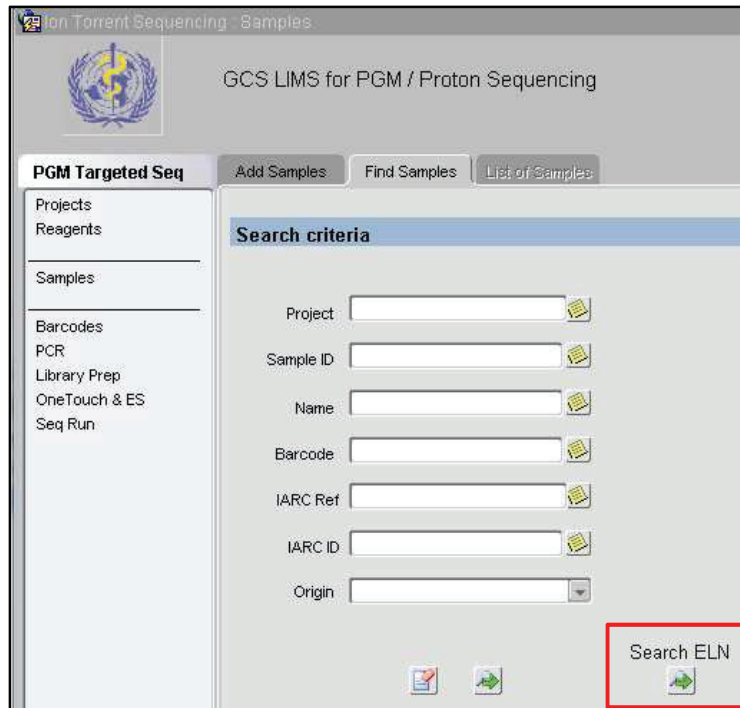 Ion Torrent Sequencing : Samples
GCS LIMS for PGM / Proton Sequencing
PGM Targeted Seq
Add Samples
Find Samples
List of Samples
Projects
Reagents
Samples
Barcodes
PCR
Library Prep
OneTouch & ES
Seq Run
Search criteria
Project
Sample ID
Name
Barcode
IARC Ref
IARC ID
Origin
Search ELN